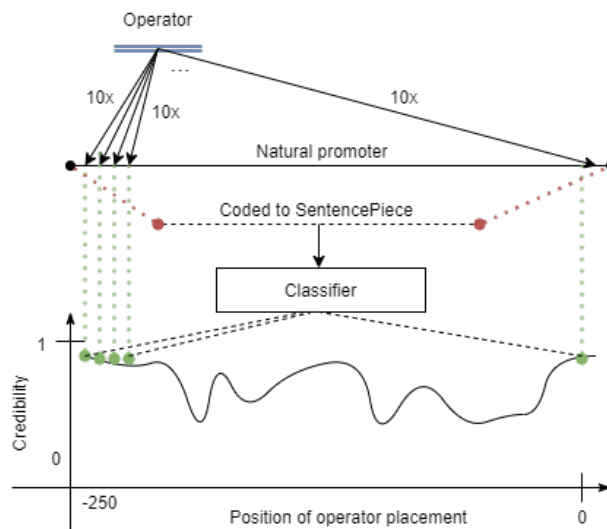 Operator
...
10x
10x
10x
Natural promoter
Coded to SentencePiece
Classifier
1
Credibility
0
-250
Position of operator placement
0